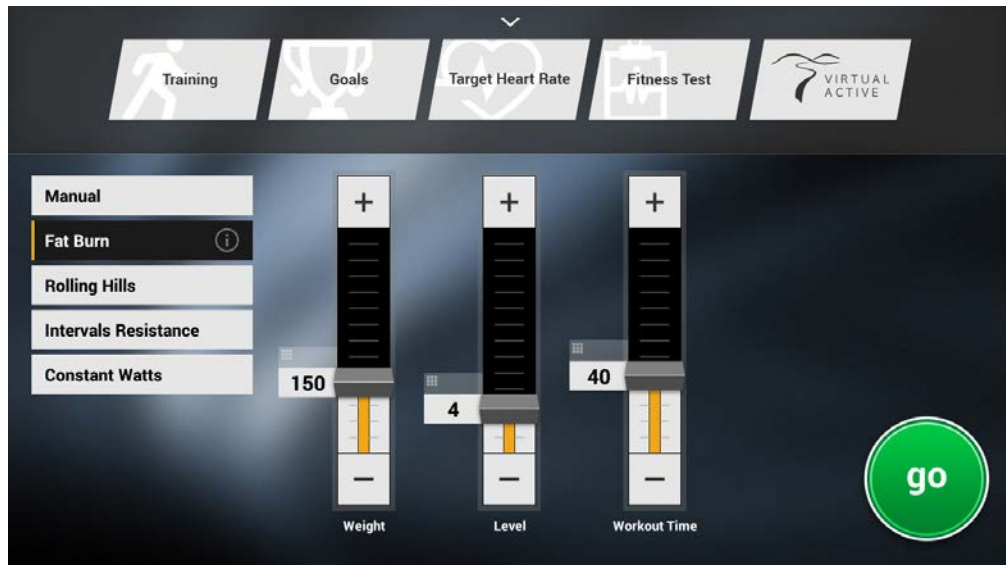 Training
Goals
Target Heart Rate
Fitness Test
VIRTUAL
ACTIVE
Manual
Fat Burn
Rolling Hills
Intervals Resistance
Constant Watts
+
+
+
150
4
40
−
−
−
Weight
Level
Workout Time
go